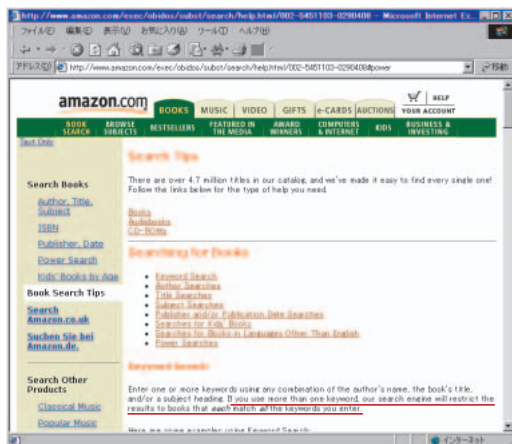 http://www.amazon.com/exec/obidos/subst/search/help.html/002-5451103-0290408 - Microsoft Internet Ex...
ファイル(F) 編集(E) 表示(V) お気に入り(A) ツール(T) ヘルプ(H)
アドレス(D) http://www.amazon.com/exec/obidos/subst/search/help.html/002-5451103-0290408#power 移動
amazon.com BOOKS MUSIC VIDEO GIFTS e-CARDS AUCTIONS HELP
YOUR ACCOUNT
BOOK SEARCH BROWSE SUBJECTS BESTSELLERS FEATURED IN THE MEDIA AWARD WINNERS COMPUTERS & INTERNET KIDS BUSINESS & INVESTING
Text Only
Search Tips
There are over 4.7 million titles in our catalog, and we've made it easy to find every single one!
Follow the links below for the type of help you need.
Books
Audiobooks
CD-ROMs
Search Books
Author, Title,
Subject
ISBN
Publisher, Date
Power Search
Kids' Books by Age
Book Search Tips
Search
Amazon.co.uk
Suchen Sie bei
Amazon.de.
Search Other
Products
Classical Music
Popular Music
Searching for Books
Keyword Search
Author Searches
Title Searches
Subject Searches
Publisher and/or Publication Date Searches
Searches for Kids' Books
Searches for Books in Languages Other Than English
Power Searches
Keyword Search
Enter one or more keywords using any combination of the author's name, the book's title,
and/or a subject heading. If you use more than one keyword, our search engine will restrict the
results to books that each match all the keywords you enter.
Here are some examples using Keyword Search:
インターネット